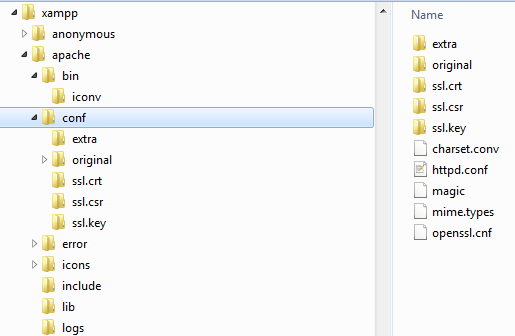 xampp
anonymous
apache
bin
iconv
conf
extra
original
ssl.crt
ssl.csr
ssl.key
error
icons
include
lib
logs
Name
extra
original
ssl.crt
ssl.csr
ssl.key
charset.conv
httpd.conf
magic
mime.types
openssl.cnf